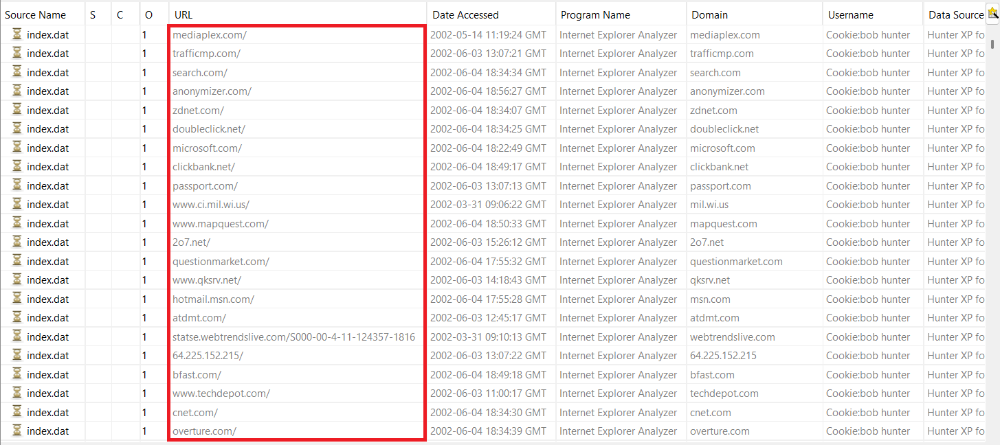 Source Name S C O URL Date Accessed Program Name Domain Username Data Source
index.dat 1 mediaplex.com/ 2002-05-14 11:19:24 GMT Internet Explorer Analyzer mediaplex.com Cookie:bob hunter Hunter XP fo
index.dat 1 trafficmp.com/ 2002-06-03 13:07:21 GMT Internet Explorer Analyzer trafficmp.com Cookie:bob hunter Hunter XP fo
index.dat 1 search.com/ 2002-06-04 18:34:34 GMT Internet Explorer Analyzer search.com Cookie:bob hunter Hunter XP fo
index.dat 1 anonymizer.com/ 2002-06-04 18:56:27 GMT Internet Explorer Analyzer anonymizer.com Cookie:bob hunter Hunter XP fo
index.dat 1 zdnet.com/ 2002-06-04 18:34:07 GMT Internet Explorer Analyzer zdnet.com Cookie:bob hunter Hunter XP fo
index.dat 1 doubleclick.net/ 2002-06-04 18:34:25 GMT Internet Explorer Analyzer doubleclick.net Cookie:bob hunter Hunter XP fo
index.dat 1 microsoft.com/ 2002-06-04 18:22:49 GMT Internet Explorer Analyzer microsoft.com Cookie:bob hunter Hunter XP fo
index.dat 1 clickbank.net/ 2002-06-04 18:49:17 GMT Internet Explorer Analyzer clickbank.net Cookie:bob hunter Hunter XP fo
index.dat 1 passport.com/ 2002-06-03 13:07:13 GMT Internet Explorer Analyzer passport.com Cookie:bob hunter Hunter XP fo
index.dat 1 www.ci.mil.wi.us/ 2002-03-31 09:06:22 GMT Internet Explorer Analyzer mil.wi.us Cookie:bob hunter Hunter XP fo
index.dat 1 www.mapquest.com/ 2002-06-04 18:50:33 GMT Internet Explorer Analyzer mapquest.com Cookie:bob hunter Hunter XP fo
index.dat 1 2o7.net/ 2002-06-03 15:26:12 GMT Internet Explorer Analyzer 2o7.net Cookie:bob hunter Hunter XP fo
index.dat 1 questionmarket.com/ 2002-06-04 17:55:32 GMT Internet Explorer Analyzer questionmarket.com Cookie:bob hunter Hunter XP fo
index.dat 1 www.qksrv.net/ 2002-06-03 14:18:43 GMT Internet Explorer Analyzer qksrv.net Cookie:bob hunter Hunter XP fo
index.dat 1 hotmail.msn.com/ 2002-06-04 17:55:28 GMT Internet Explorer Analyzer msn.com Cookie:bob hunter Hunter XP fo
index.dat 1 atdmt.com/ 2002-06-03 12:45:17 GMT Internet Explorer Analyzer atdmt.com Cookie:bob hunter Hunter XP fo
index.dat 1 statse.webtrendslive.com/S000-00-4-11-124357-1816 2002-03-31 09:10:13 GMT Internet Explorer Analyzer webtrendslive.com Cookie:bob hunter Hunter XP fo
index.dat 1 64.225.152.215/ 2002-06-03 13:07:22 GMT Internet Explorer Analyzer 64.225.152.215 Cookie:bob hunter Hunter XP fo
index.dat 1 bfast.com/ 2002-06-04 18:49:18 GMT Internet Explorer Analyzer bfast.com Cookie:bob hunter Hunter XP fo
index.dat 1 www.techdepot.com/ 2002-06-03 11:00:17 GMT Internet Explorer Analyzer techdepot.com Cookie:bob hunter Hunter XP fo
index.dat 1 cnet.com/ 2002-06-04 18:34:30 GMT Internet Explorer Analyzer cnet.com Cookie:bob hunter Hunter XP fo
index.dat 1 overture.com/ 2002-06-04 18:34:39 GMT Internet Explorer Analyzer overture.com Cookie:bob hunter Hunter XP fo